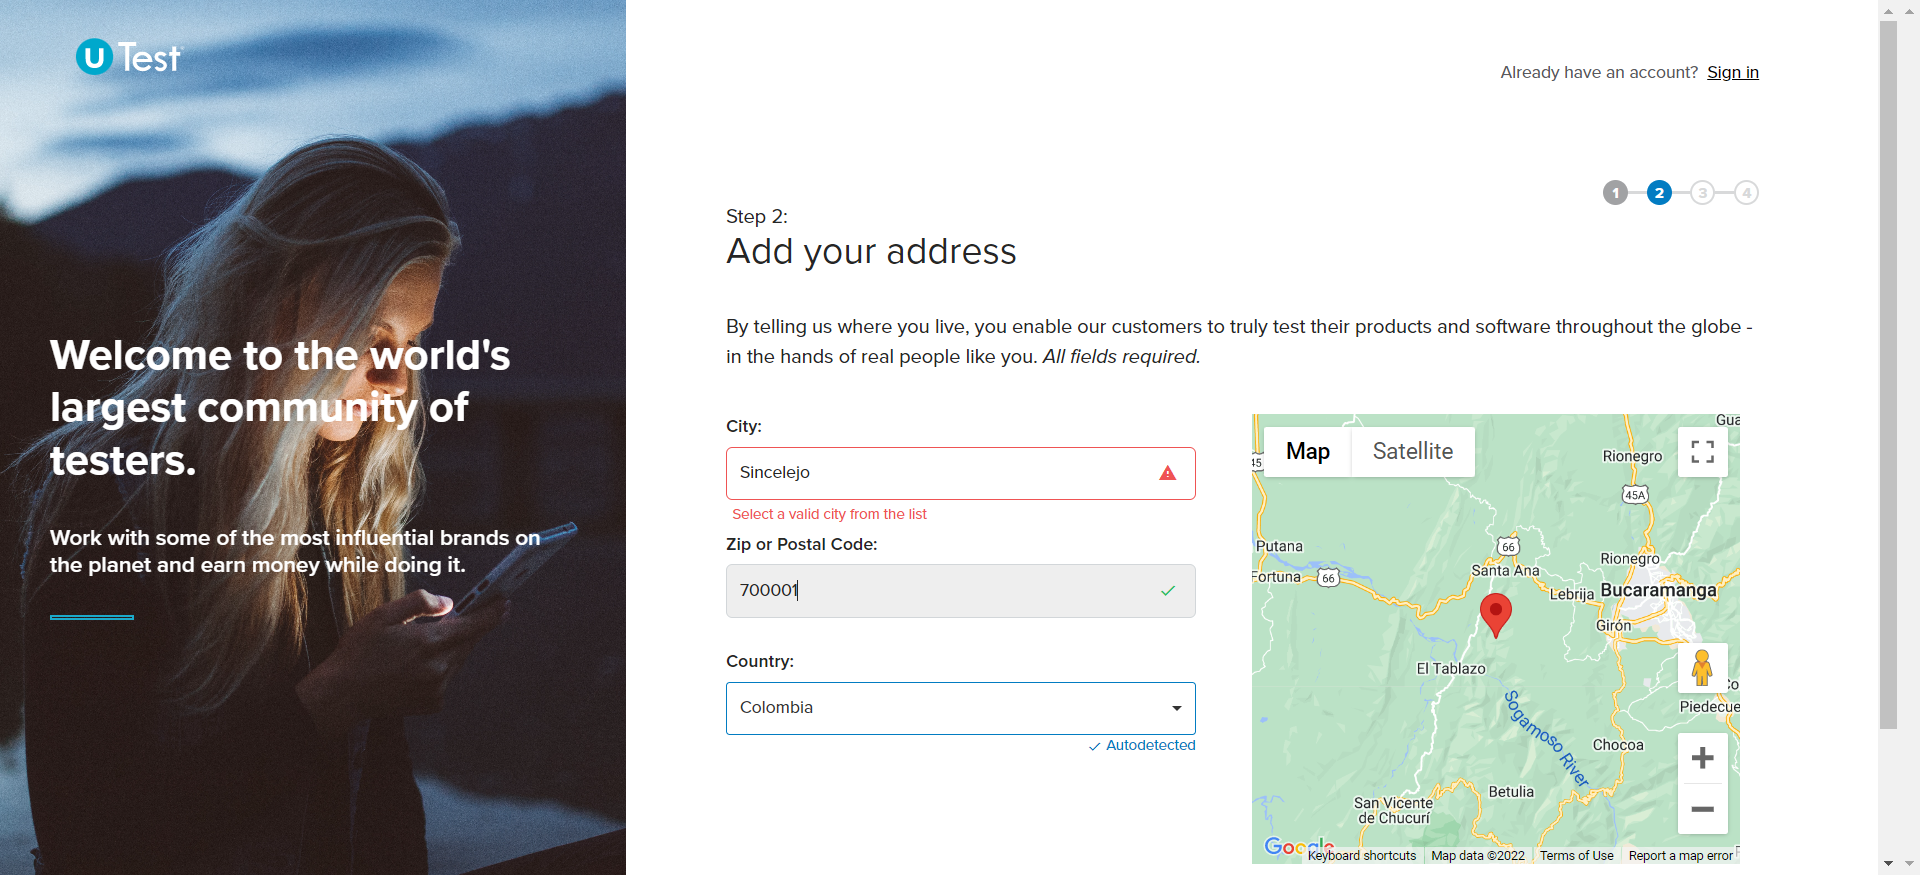 U Test
Welcome to the world's
largest community of
testers.
Work with some of the most influential brands on
the planet and earn money while doing it.
Already have an account? Sign in
1 2 3 4
Step 2:
Add your address
By telling us where you live, you enable our customers to truly test their products and software throughout the globe -
in the hands of real people like you. All fields required.
City:
Sincelejo
Select a valid city from the list
Zip or Postal Code:
700001
Country:
Colombia
Autodetected
Map
Satellite
Gua
45
Rionegro
45A
Putana
66
Rionegro
Santa Ana
Fortuna
66
Lebrija
Bucaramanga
Girón
El Tablazo
Co
Piedecue
Sogamoso River
Chocoa
Betulia
San Vicente
de Chucurí
Google
Keyboard shortcuts
Map data ©2022
Terms of Use
Report a map error